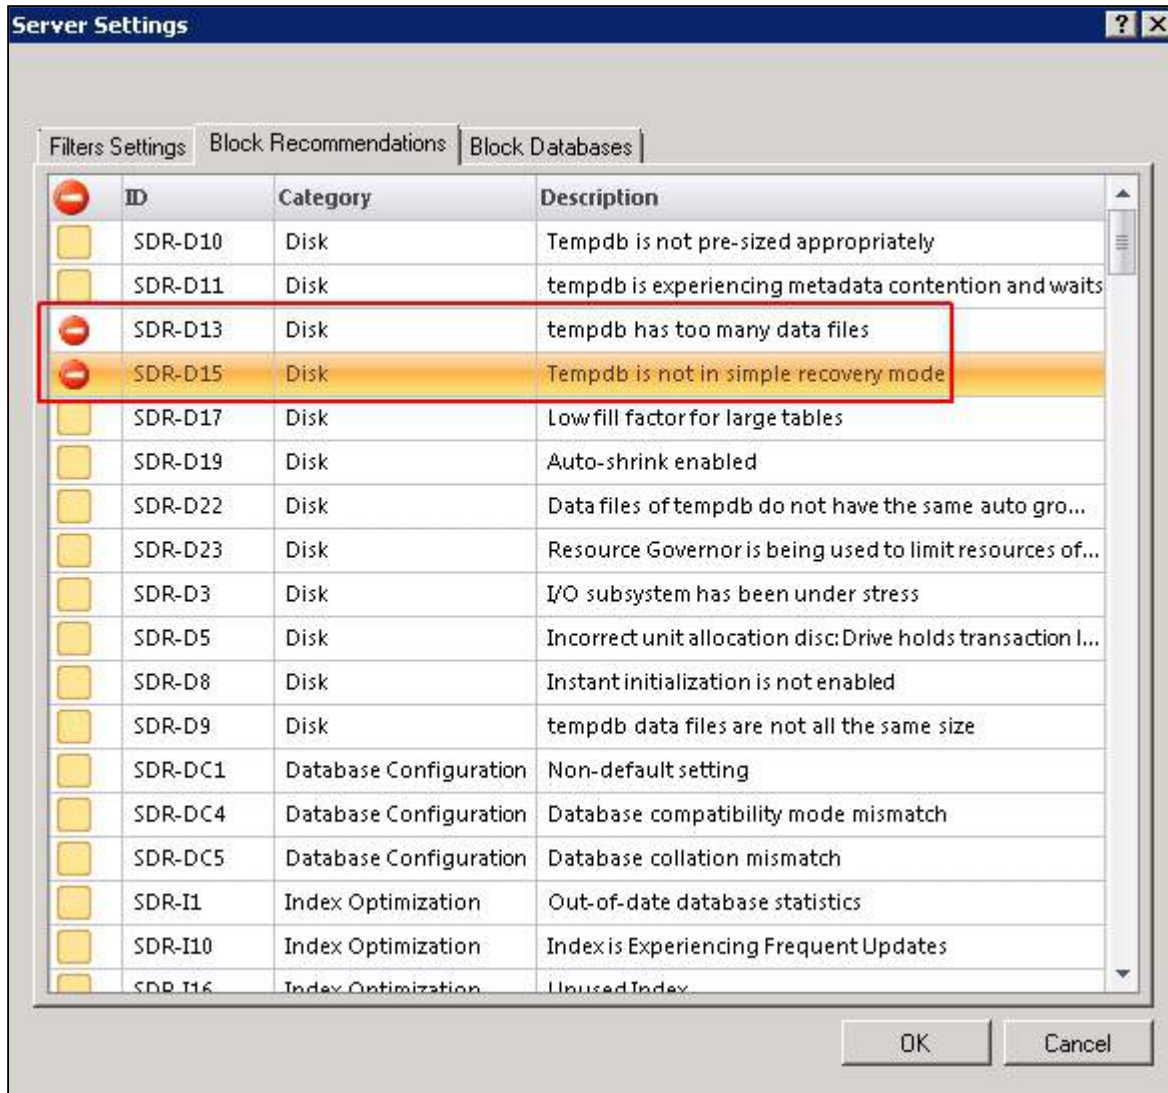 Server Settings
Filters Settings Block Recommendations Block Databases
ID Category Description
SDR-D10 Disk Tempdb is not pre-sized appropriately
SDR-D11 Disk tempdb is experiencing metadata contention and waits
SDR-D13 Disk tempdb has too many data files
SDR-D15 Disk Tempdb is not in simple recovery mode
SDR-D17 Disk Low fill factor for large tables
SDR-D19 Disk Auto-shrink enabled
SDR-D22 Disk Data files of tempdb do not have the same auto gro...
SDR-D23 Disk Resource Governor is being used to limit resources of...
SDR-D3 Disk I/O subsystem has been under stress
SDR-D5 Disk Incorrect unit allocation disc: Drive holds transaction l...
SDR-D8 Disk Instant initialization is not enabled
SDR-D9 Disk tempdb data files are not all the same size
SDR-DC1 Database Configuration Non-default setting
SDR-DC4 Database Configuration Database compatibility mode mismatch
SDR-DC5 Database Configuration Database collation mismatch
SDR-I1 Index Optimization Out-of-date database statistics
SDR-I10 Index Optimization Index is Experiencing Frequent Updates
SDR-I16 Index Optimization Unused Index
OK Cancel